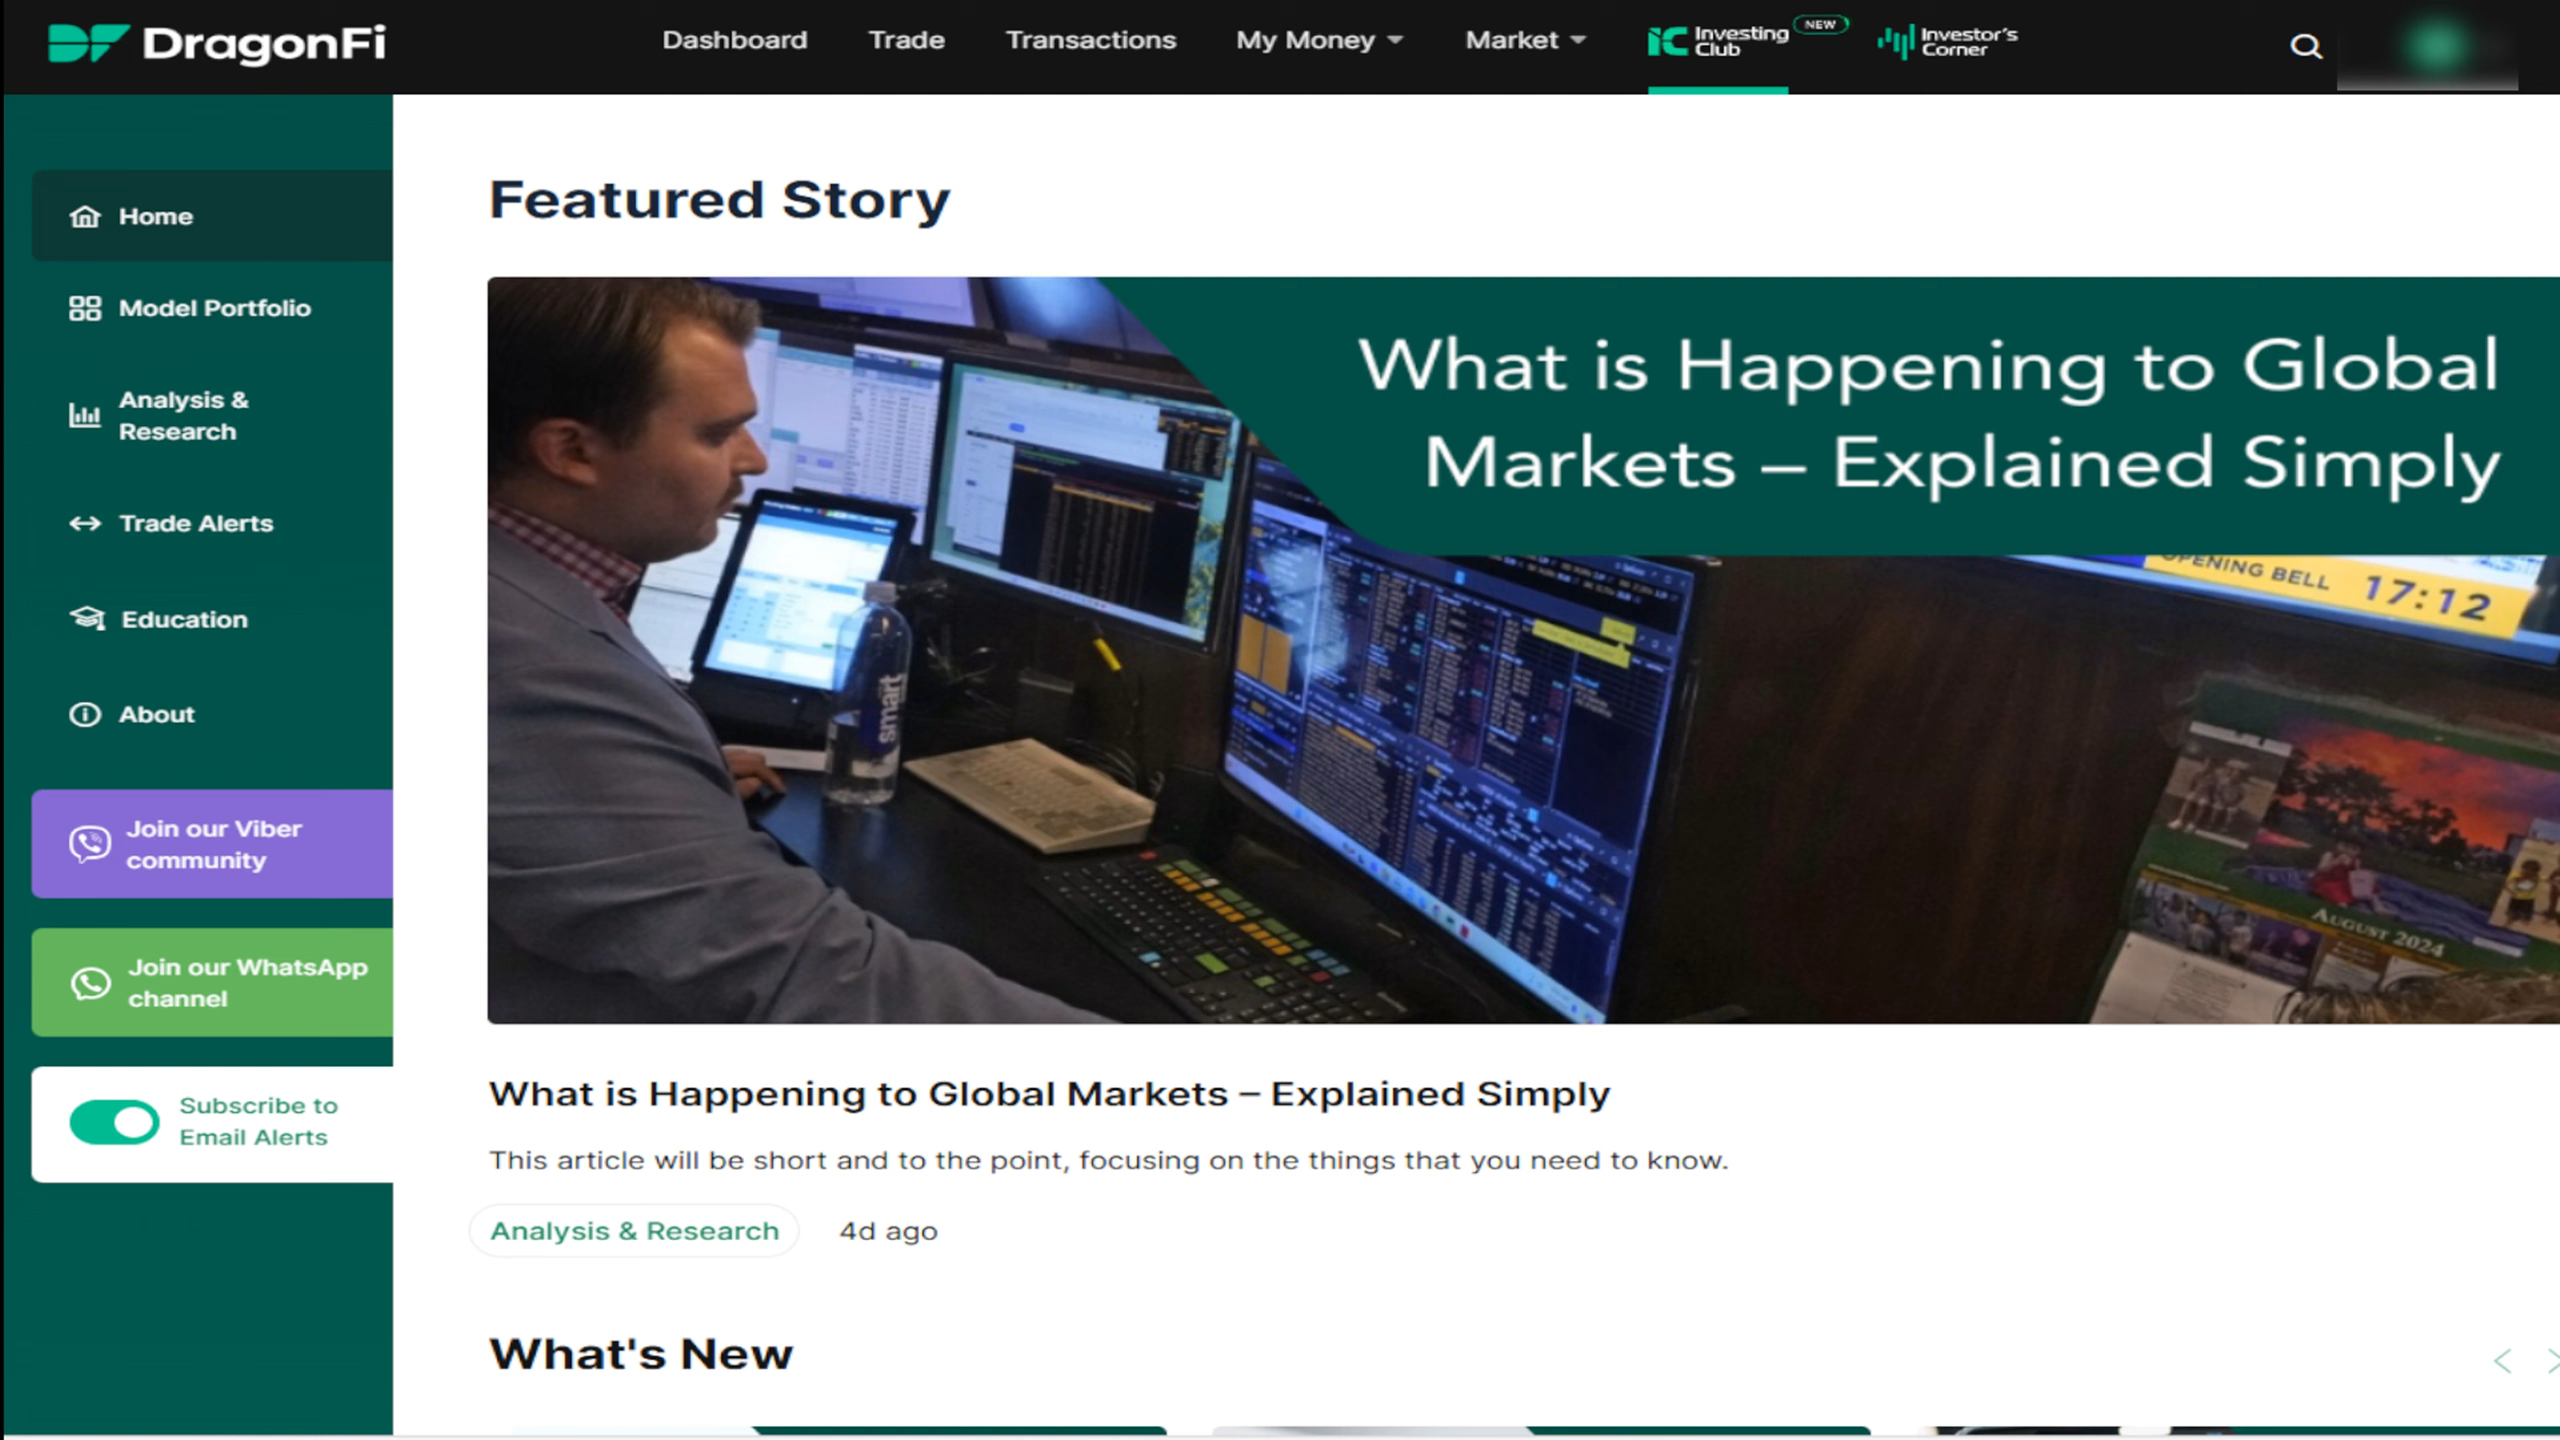 DragonFi
Dashboard
Trade
Transactions
My Money
Market
Investing
Club
NEW
Investor's
Corner
Home
Model Portfolio
Analysis &
Research
Trade Alerts
Education
About
Join our Viber
community
Join our WhatsApp
channel
Subscribe to
Email Alerts
Featured Story
What is Happening to Global
Markets – Explained Simply
OPENING BELL 17:12
smart
AUGUST 2024
What is Happening to Global Markets – Explained Simply
This article will be short and to the point, focusing on the things that you need to know.
Analysis & Research
4d ago
What's New